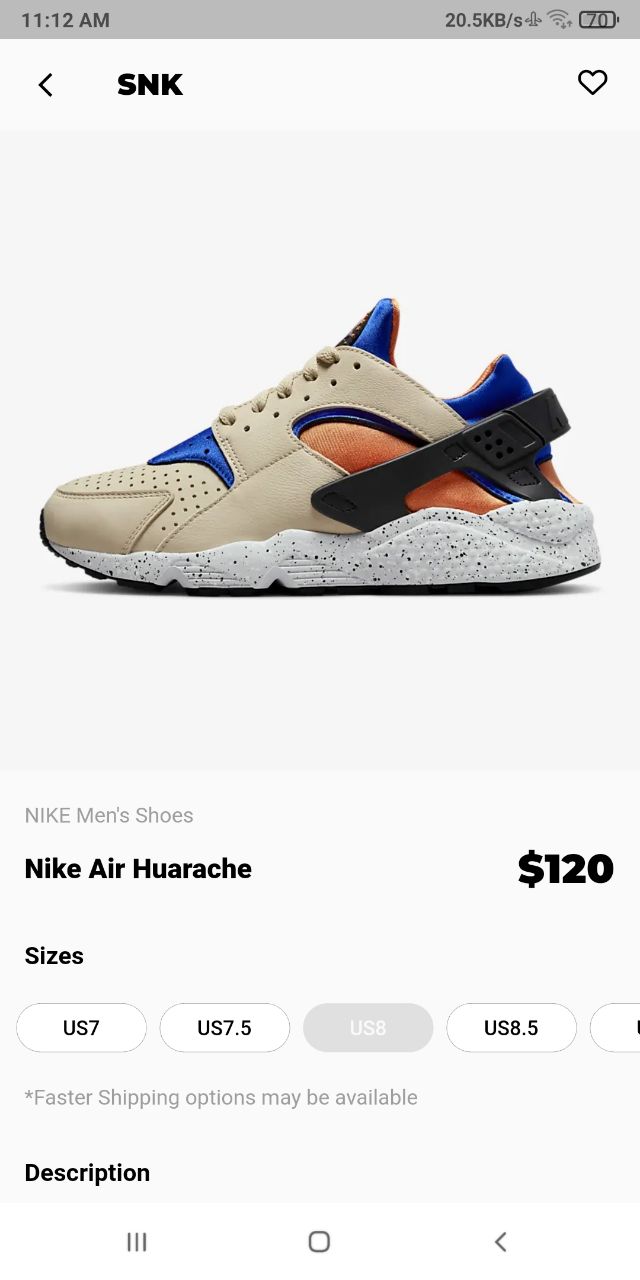 11:12 AM 20.5KB/s 70
SNK
NIKE Men's Shoes
Nike Air Huarache $120
Sizes
US7 US7.5 US8 US8.5
*Faster Shipping options may be available
Description